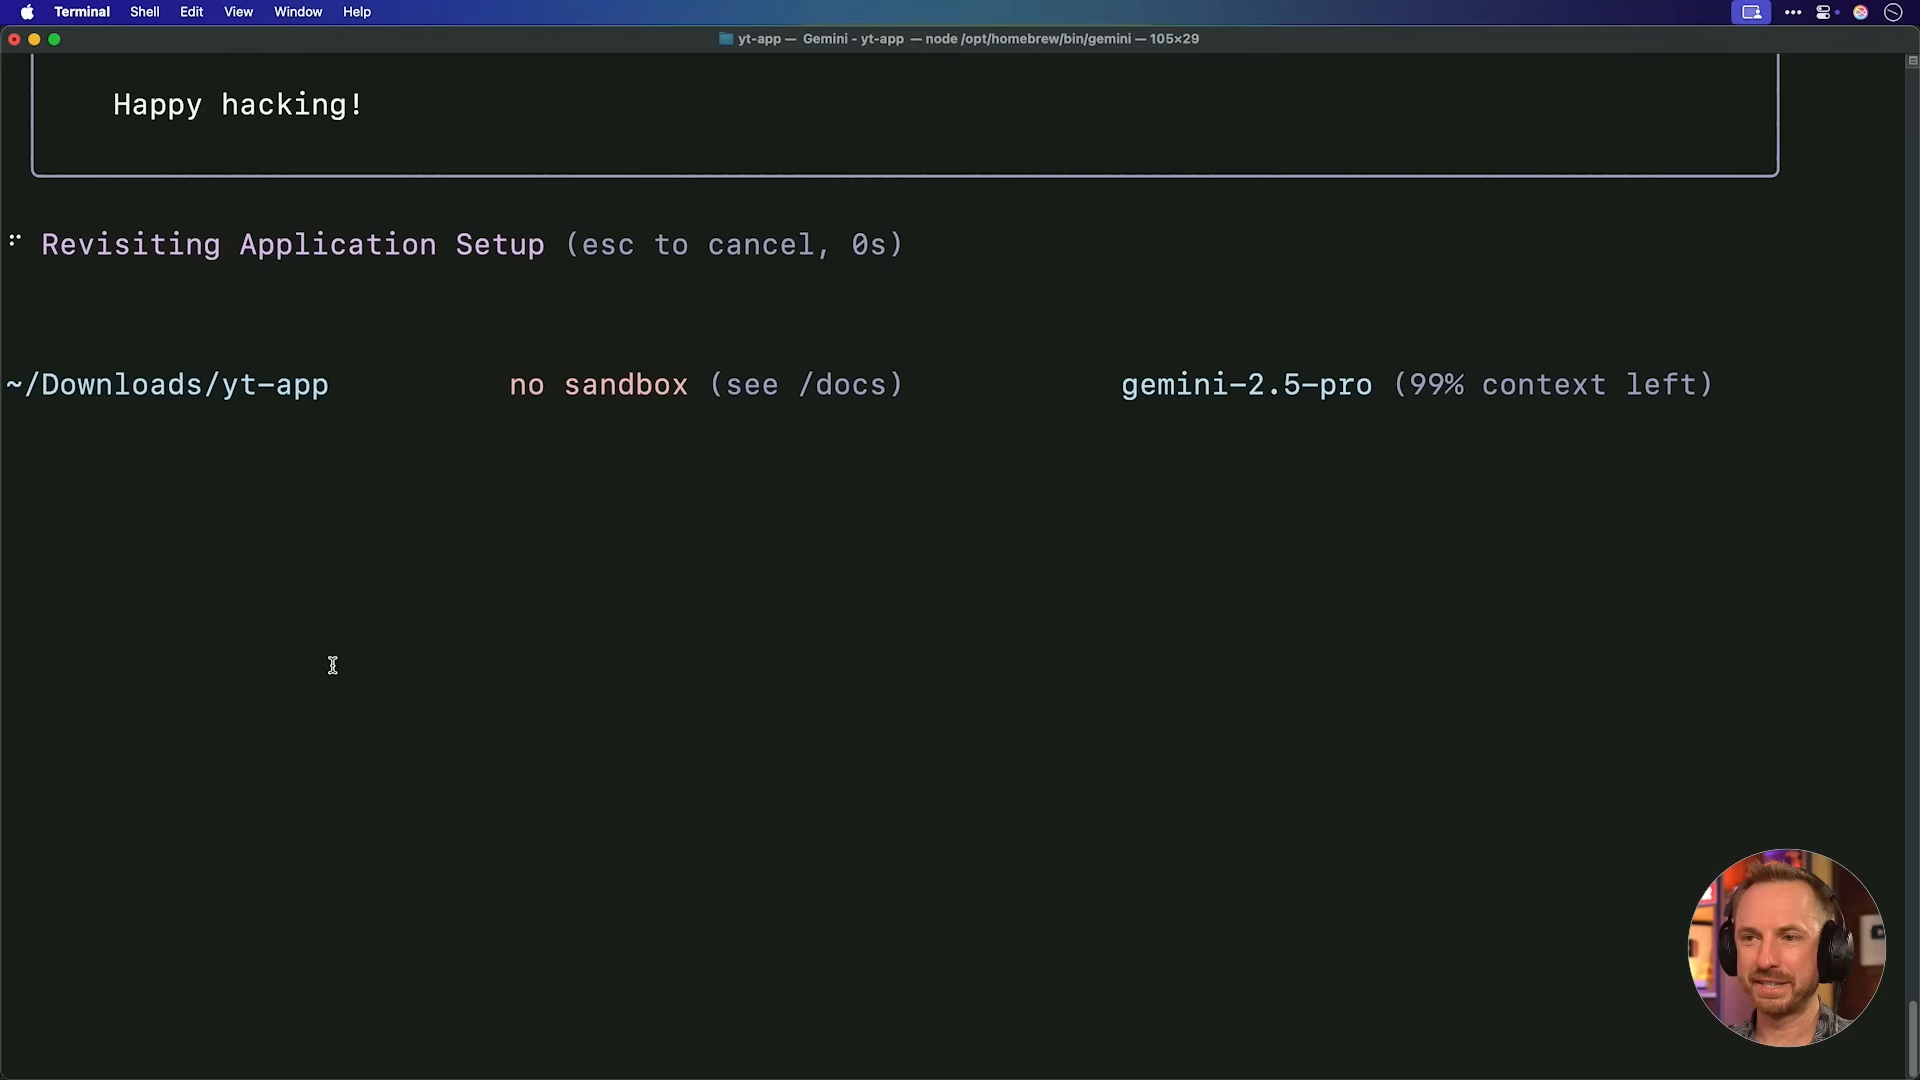 Terminal Shell Edit View Window Help
yt-app — Gemini - yt-app — node /opt/homebrew/bin/gemini — 105×29
Happy hacking!
Revisiting Application Setup (esc to cancel, 0s)
~/Downloads/yt-app no sandbox (see /docs) gemini-2.5-pro (99% context left)